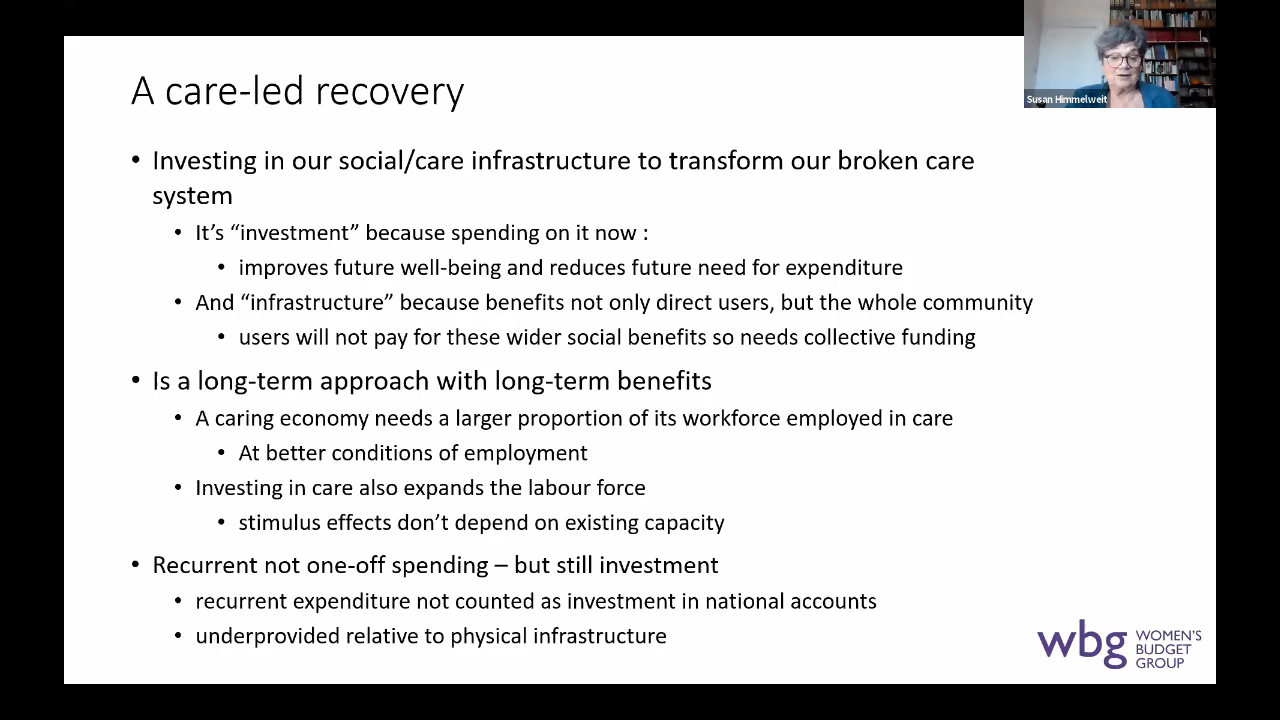 A care-led recovery
Susan Himmelweit
• Investing in our social/care infrastructure to transform our broken care
system
• It’s “investment” because spending on it now :
• improves future well-being and reduces future need for expenditure
• And “infrastructure” because benefits not only direct users, but the whole community
• users will not pay for these wider social benefits so needs collective funding
• Is a long-term approach with long-term benefits
• A caring economy needs a larger proportion of its workforce employed in care
• At better conditions of employment
• Investing in care also expands the labour force
• stimulus effects don’t depend on existing capacity
• Recurrent not one-off spending – but still investment
• recurrent expenditure not counted as investment in national accounts
• underprovided relative to physical infrastructure
wbg
WOMEN'S
BUDGET
GROUP